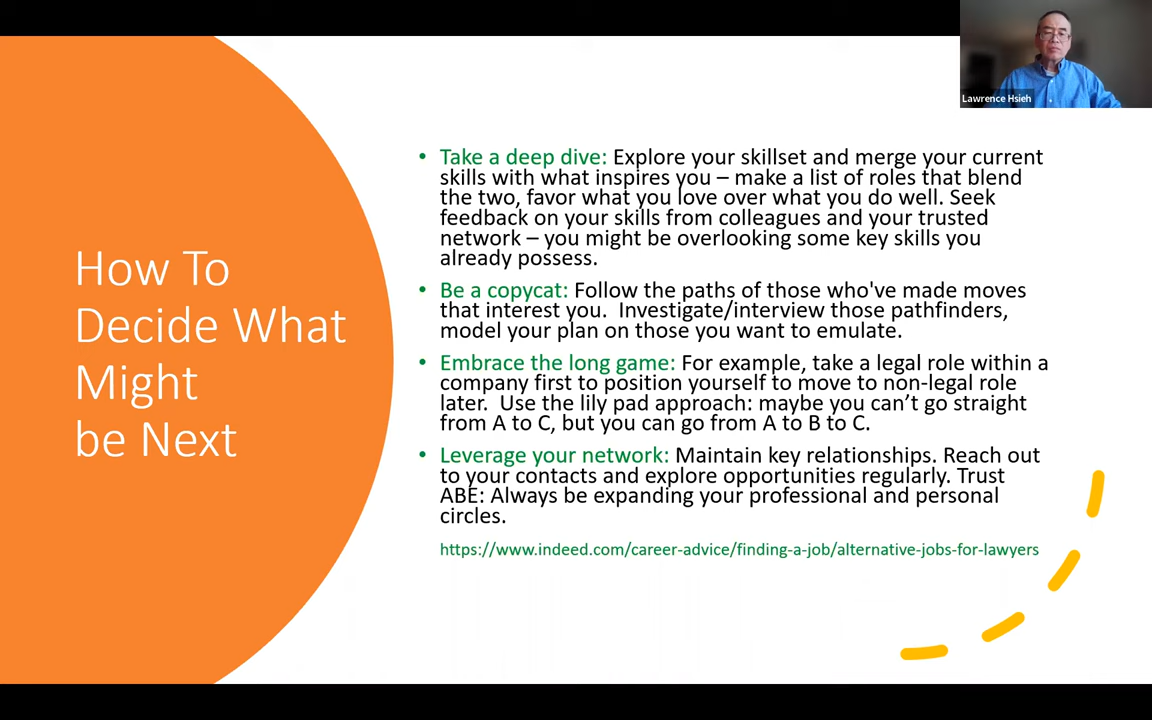 Lawrence Hsieh
How To
Decide What
Might
be Next
• Take a deep dive: Explore your skillset and merge your current
skills with what inspires you – make a list of roles that blend
the two, favor what you love over what you do well. Seek
feedback on your skills from colleagues and your trusted
network – you might be overlooking some key skills you
already possess.
• Be a copycat: Follow the paths of those who've made moves
that interest you.  Investigate/interview those pathfinders,
model your plan on those you want to emulate.
• Embrace the long game: For example, take a legal role within a
company first to position yourself to move to non-legal role
later.  Use the lily pad approach: maybe you can’t go straight
from A to C, but you can go from A to B to C.
• Leverage your network: Maintain key relationships. Reach out
to your contacts and explore opportunities regularly. Trust
ABE: Always be expanding your professional and personal
circles.
https://www.indeed.com/career-advice/finding-a-job/alternative-jobs-for-lawyers